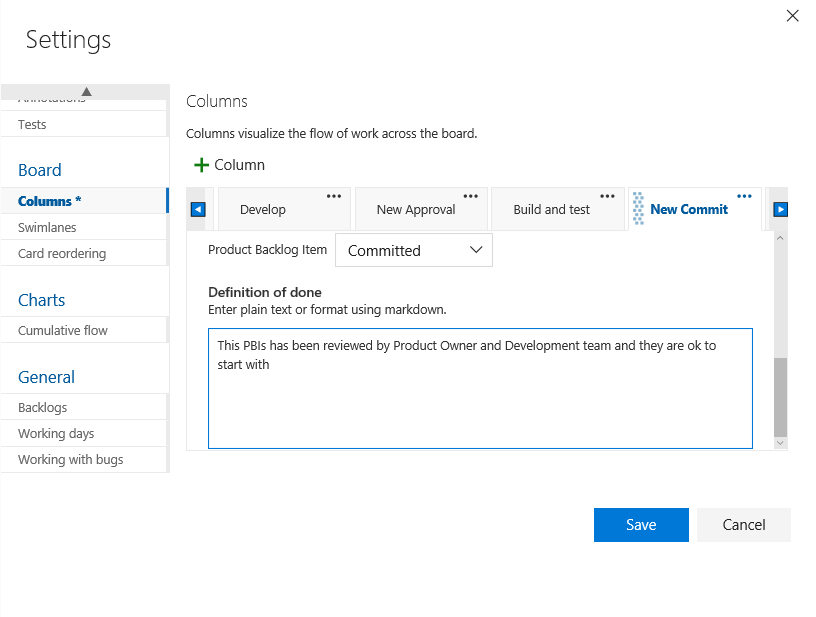 Settings
Annotations
Tests
Board
Columns *
Swimlanes
Card reordering
Charts
Cumulative flow
General
Backlogs
Working days
Working with bugs
Columns
Columns visualize the flow of work across the board.
+ Column
Develop ••• New Approval ••• Build and test ••• New Commit •••
Product Backlog Item Committed
Definition of done
Enter plain text or format using markdown.
This PBIs has been reviewed by Product Owner and Development team and they are ok to
start with
Save Cancel